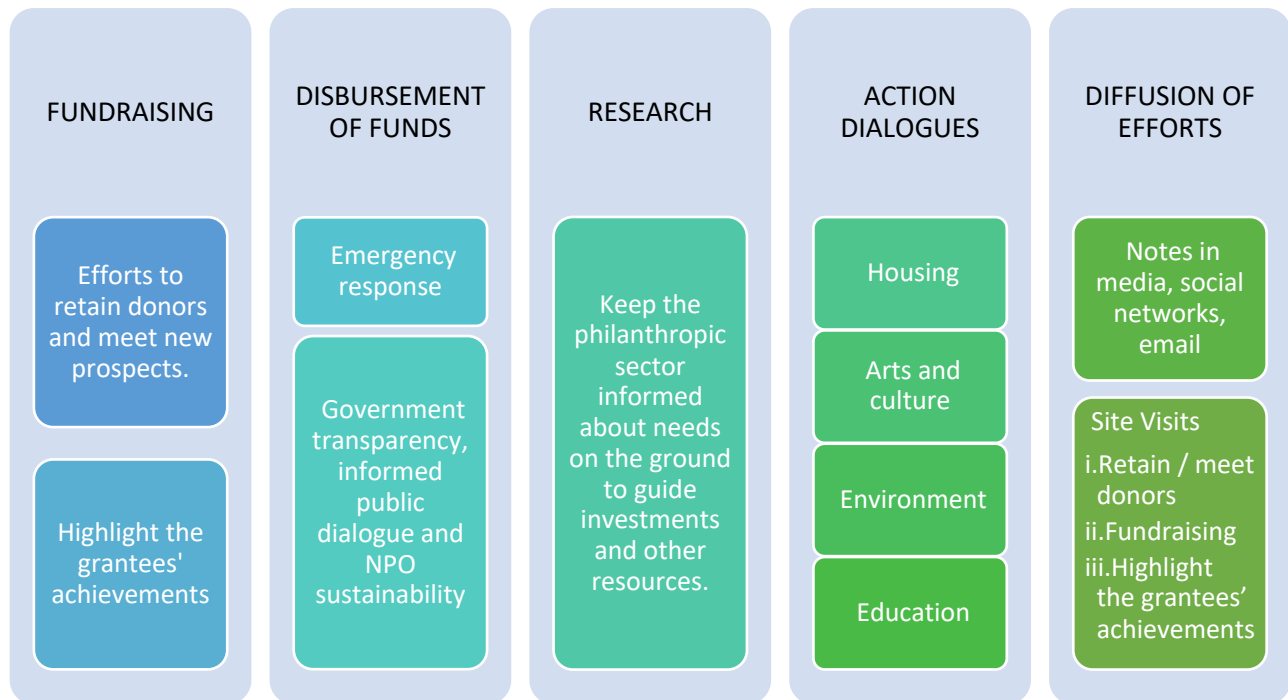 FUNDRAISING
Efforts to
retain donors
and meet new
prospects.
Highlight the
grantees'
achievements
DISBURSEMENT
OF FUNDS
Emergency
response
Government
transparency,
informed
public
dialogue and
NPO
sustainability
RESEARCH
Keep the
philanthropic
sector
informed
about needs
on the ground
to guide
investments
and other
resources.
ACTION
DIALOGUES
Housing
Arts and
culture
Environment
Education
DIFFUSION OF
EFFORTS
Notes in
media, social
networks,
email
Site Visits
i.Retain / meet
donors
ii.Fundraising
iii.Highlight
the grantees’
achievements